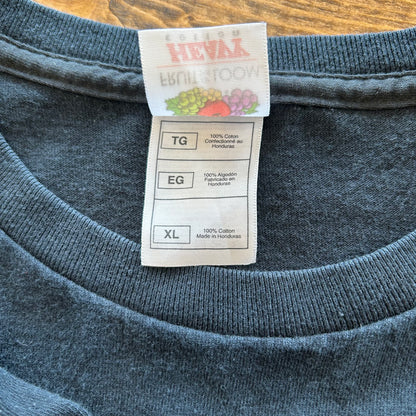 cotton
HEAVY
FRUIT OF THE LOOM
TG
100% Coton
Confectionné au
Honduras
EG
100% Algodón
Fabricado en
Honduras
XL
100% Cotton
Made in Honduras